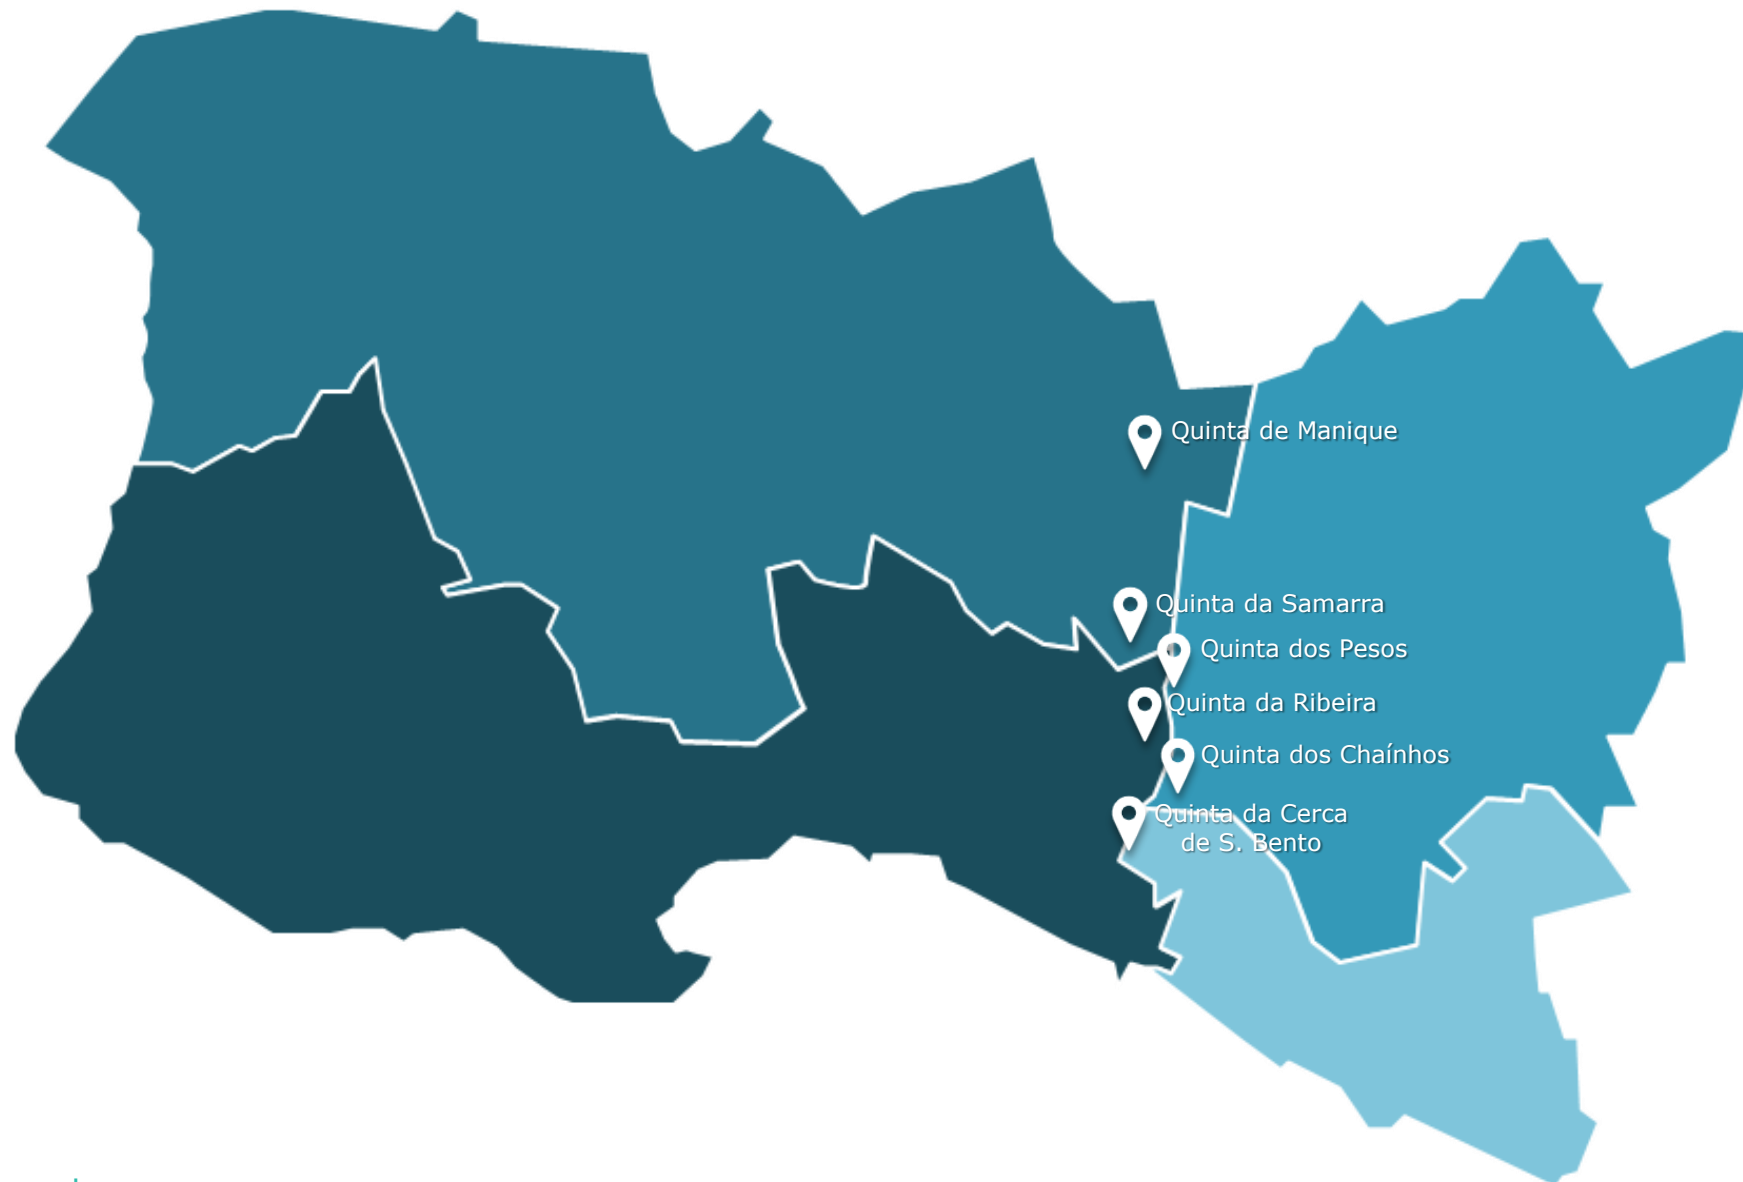 Quinta de Manique
Quinta da Samarra
Quinta dos Pesos
Quinta da Ribeira
Quinta dos Chaínhos
Quinta da Cerca
de S. Bento